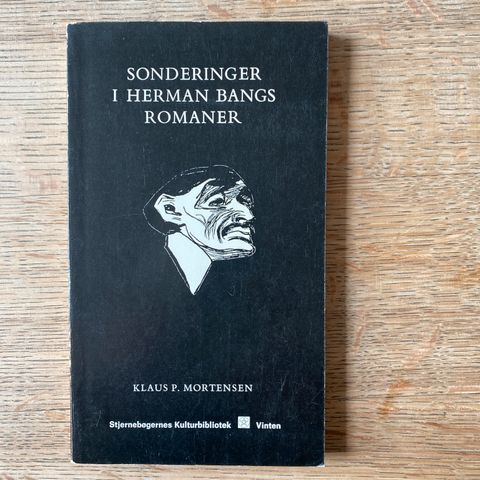 SONDERINGER
I HERMAN BANGS
ROMANER
KLAUS P. MORTENSEN
Stjernebøgernes Kulturbibliotek Vinten